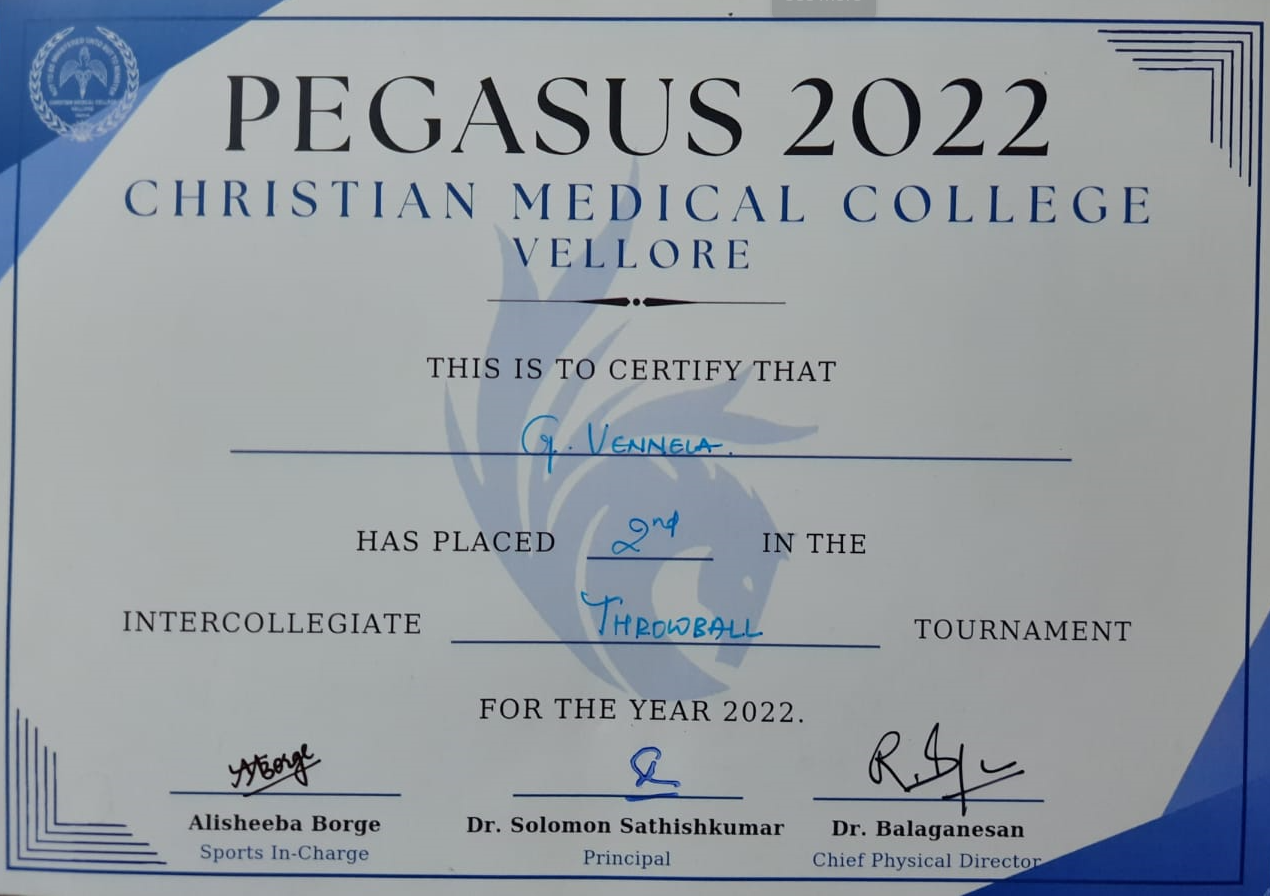 PEGASUS 2022
CHRISTIAN MEDICAL COLLEGE
VELLORE
THIS IS TO CERTIFY THAT
G. VENNELA.
HAS PLACED 2nd IN THE
INTERCOLLEGIATE THROWBALL TOURNAMENT
FOR THE YEAR 2022.
Alisheeba Borge Dr. Solomon Sathishkumar Dr. Balaganesan
Sports In-Charge Principal Chief Physical Director